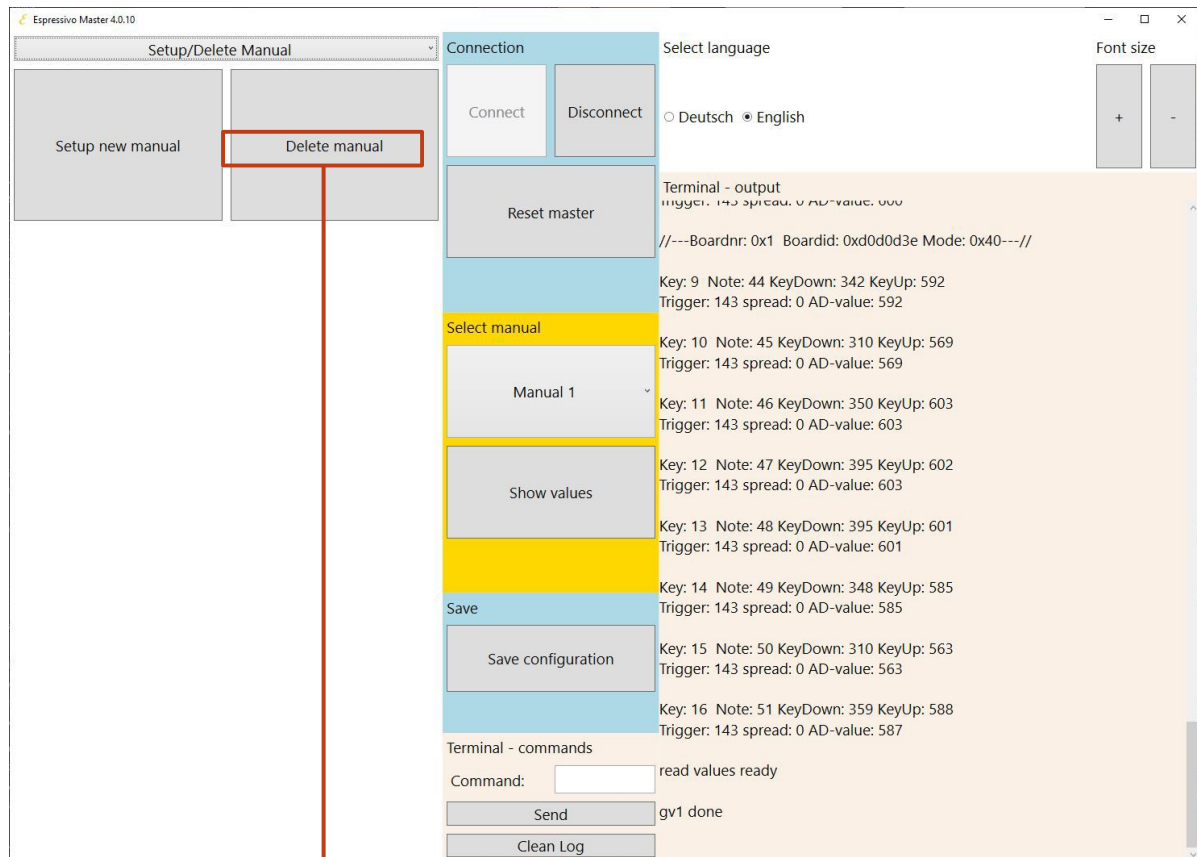 Espressivo Master 4.0.10
Setup/Delete Manual
Setup new manual
Delete manual
Connection
Connect
Disconnect
Reset master
Select manual
Manual 1
Show values
Save
Save configuration
Terminal - commands
Command:
Send
Clean Log
Select language
Deutsch
English
Font size
+
-
Terminal - output
Trigger: 143 spread: 0 AD-value: 600
//---Boardnr: 0x1 Boardid: 0xd0d0d3e Mode: 0x40---//
Key: 9 Note: 44 KeyDown: 342 KeyUp: 592
Trigger: 143 spread: 0 AD-value: 592
Key: 10 Note: 45 KeyDown: 310 KeyUp: 569
Trigger: 143 spread: 0 AD-value: 569
Key: 11 Note: 46 KeyDown: 350 KeyUp: 603
Trigger: 143 spread: 0 AD-value: 603
Key: 12 Note: 47 KeyDown: 395 KeyUp: 602
Trigger: 143 spread: 0 AD-value: 603
Key: 13 Note: 48 KeyDown: 395 KeyUp: 601
Trigger: 143 spread: 0 AD-value: 601
Key: 14 Note: 49 KeyDown: 348 KeyUp: 585
Trigger: 143 spread: 0 AD-value: 585
Key: 15 Note: 50 KeyDown: 310 KeyUp: 563
Trigger: 143 spread: 0 AD-value: 563
Key: 16 Note: 51 KeyDown: 359 KeyUp: 588
Trigger: 143 spread: 0 AD-value: 587
read values ready
gv1 done